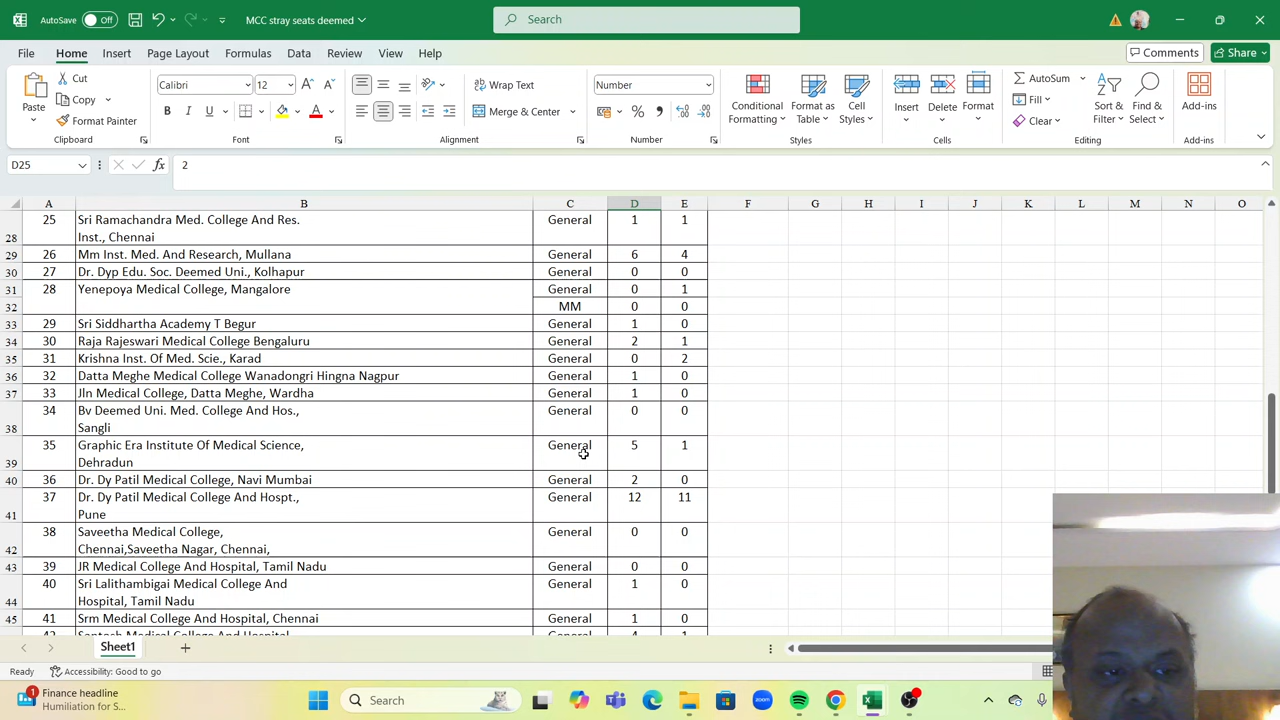 AutoSave Off MCC stray seats deemed Search
File Home Insert Page Layout Formulas Data Review View Help Comments Share
Paste Cut Copy Format Painter Calibri 12 B I U A Wrap Text Merge & Center Number Conditional Formatting Format as Table Cell Styles Insert Delete Format AutoSum Fill Clear Sort & Filter Find & Select Add-ins
Clipboard Font Alignment Number Styles Cells Editing Add-ins
D25 fx 2
A B C D E F G H I J K L M N O
25 Sri Ramachandra Med. College And Res. General 1 1
28 Inst., Chennai
29 26 Mm Inst. Med. And Research, Mullana General 6 4
30 27 Dr. Dyp Edu. Soc. Deemed Uni., Kolhapur General 0 0
31 28 Yenepoya Medical College, Mangalore General 0 1
32 MM 0 0
33 29 Sri Siddhartha Academy T Begur General 1 0
34 30 Raja Rajeswari Medical College Bengaluru General 2 1
35 31 Krishna Inst. Of Med. Scie., Karad General 0 2
36 32 Datta Meghe Medical College Wanadongri Hingna Nagpur General 1 0
37 33 Jln Medical College, Datta Meghe, Wardha General 1 0
34 Bv Deemed Uni. Med. College And Hos., General 0 0
38 Sangli
35 Graphic Era Institute Of Medical Science, General 5 1
39 Dehradun
40 36 Dr. Dy Patil Medical College, Navi Mumbai General 2 0
37 Dr. Dy Patil Medical College And Hospt., General 12 11
41 Pune
38 Saveetha Medical College, General 0 0
42 Chennai,Saveetha Nagar, Chennai,
43 39 JR Medical College And Hospital, Tamil Nadu General 0 0
40 Sri Lalithambigai Medical College And General 1 0
44 Hospital, Tamil Nadu
45 41 Srm Medical College And Hospital, Chennai General 1 0
42 Santosh Medical College And Hospital, General 4 1
Sheet1
Ready Accessibility: Good to go
Finance headline
Humiliation for S...
Search